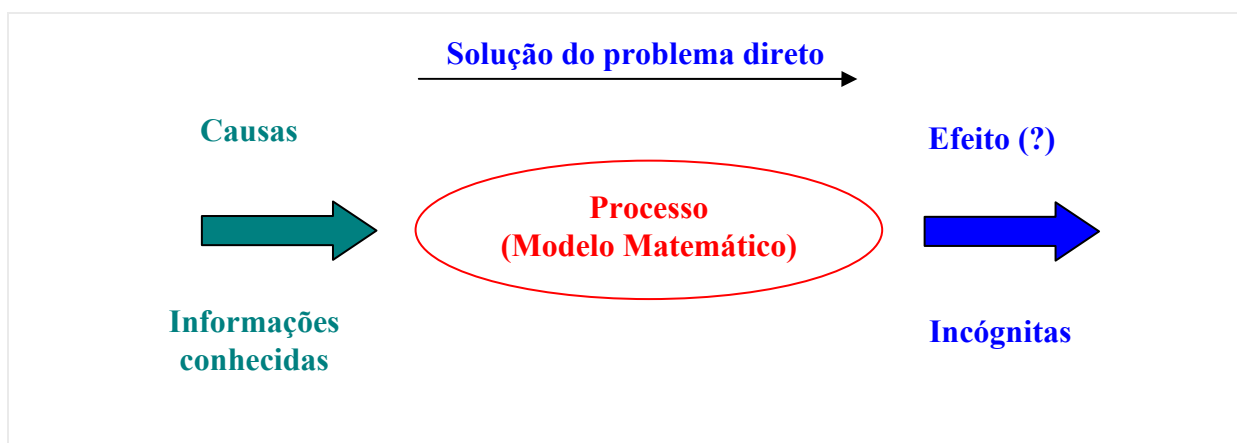 Solução do problema direto
Causas
Efeito (?)
Processo
(Modelo Matemático)
Informações
conhecidas
Incógnitas